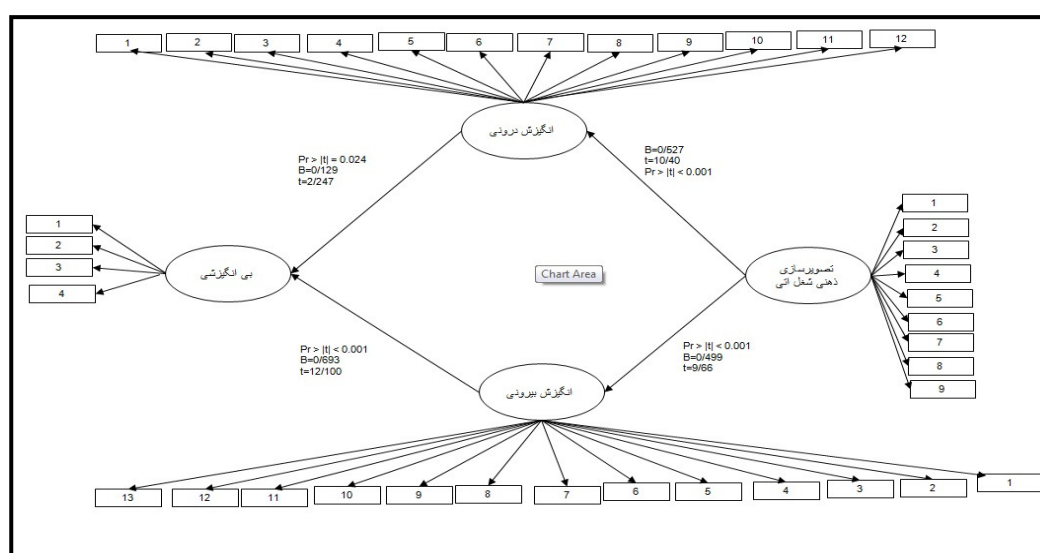 1 2 3 4 5 6 7 8 9 10 11 12
انگیزش درونی
Pr > |t| = 0.024
B=0/129
t=2/247
B=0/527
t=10/40
Pr > |t| < 0.001
1
2
3
4
بی انگیزشی
Chart Area
تصویرسازی
ذهنی شغل اتی
1
2
3
4
5
6
7
8
9
Pr > |t| < 0.001
B=0/693
t=12/100
Pr > |t| < 0.001
B=0/499
t=9/66
انگیزش بیرونی
13 12 11 10 9 8 7 6 5 4 3 2 1